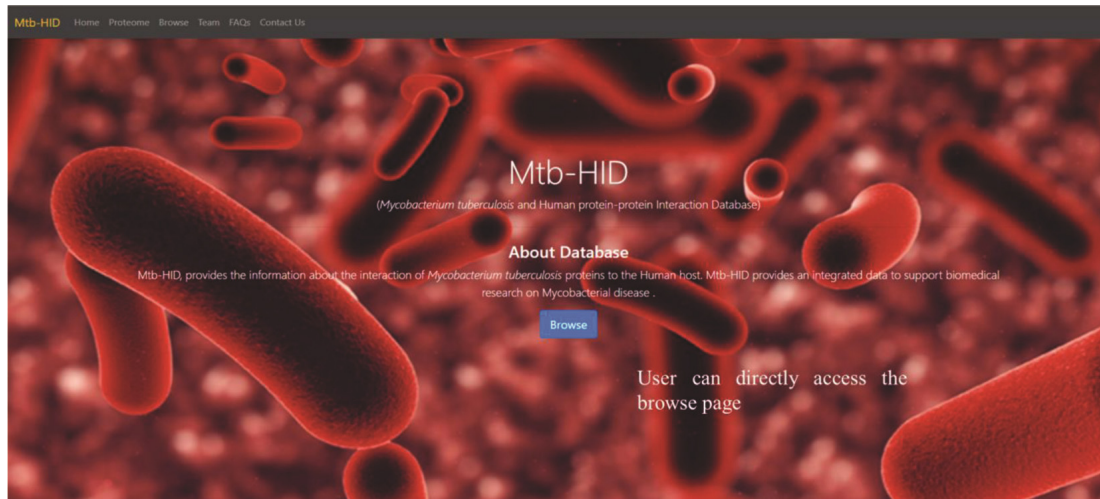 Mtb-HID Home Proteome Browse Team FAQs Contact Us
Mtb-HID
(Mycobacterium tuberculosis and Human protein-protein Interaction Database)
About Database
Mtb-HID, provides the information about the interaction of Mycobacterium tuberculosis proteins to the Human host. Mtb-HID provides an integrated data to support biomedical
research on Mycobacterial disease .
Browse
User can directly access the
browse page